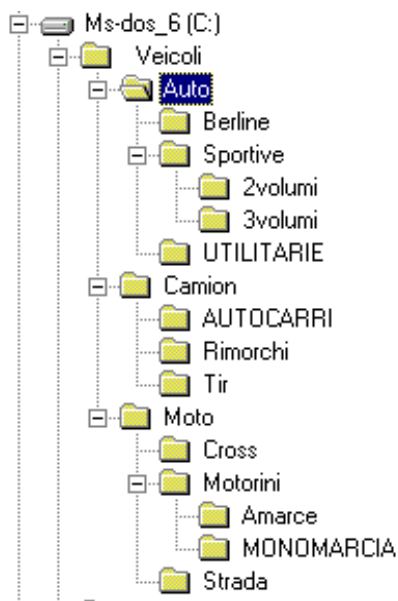 Ms-dos_6 (C:)
Veicoli
Auto
Berline
Sportive
2volumi
3volumi
UTILITARIE
Camion
AUTOCARRI
Rimorchi
Tir
Moto
Cross
Motorini
Amarce
MONOMARCIA
Strada